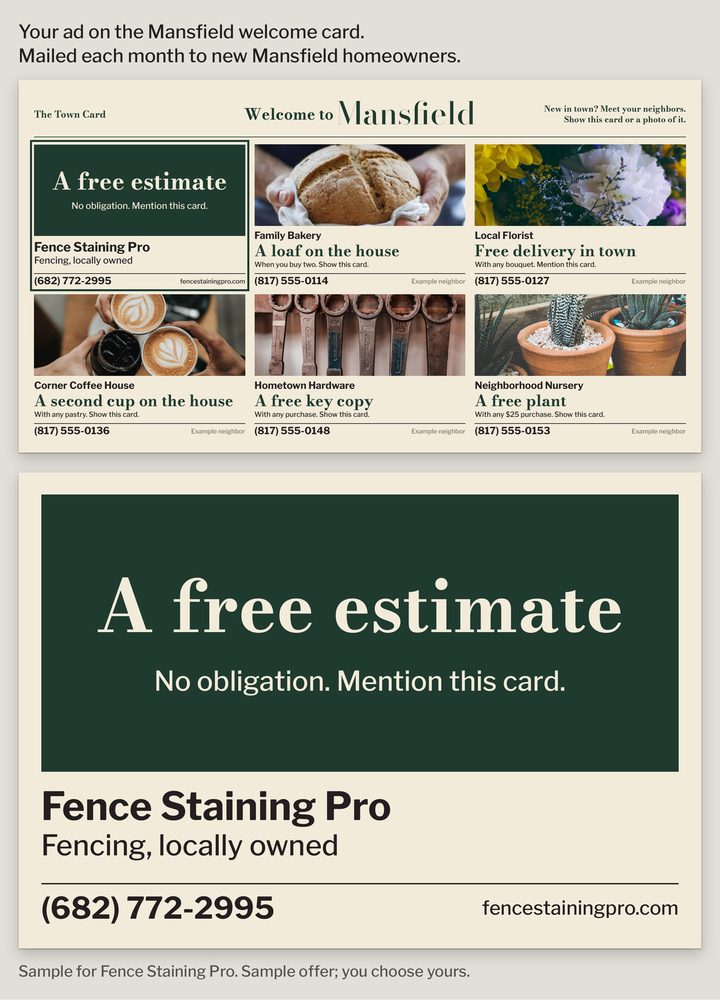 Your ad on the Mansfield welcome card.
Mailed each month to new Mansfield homeowners.
The Town Card
Welcome to Mansfield
New in town? Meet your neighbors.
Show this card or a photo of it.
A free estimate
No obligation. Mention this card.
Fence Staining Pro
Fencing, locally owned
(682) 772-2995
fencestainingpro.com
Family Bakery
A loaf on the house
When you buy two. Show this card.
(817) 555-0114
Example neighbor
Local Florist
Free delivery in town
With any bouquet. Mention this card.
(817) 555-0127
Example neighbor
Corner Coffee House
A second cup on the house
With any pastry. Show this card.
(817) 555-0136
Example neighbor
Hometown Hardware
A free key copy
With any purchase. Show this card.
(817) 555-0148
Example neighbor
Neighborhood Nursery
A free plant
With any $25 purchase. Show this card.
(817) 555-0153
Example neighbor
A free estimate
No obligation. Mention this card.
Fence Staining Pro
Fencing, locally owned
(682) 772-2995
fencestainingpro.com
Sample for Fence Staining Pro. Sample offer; you choose yours.